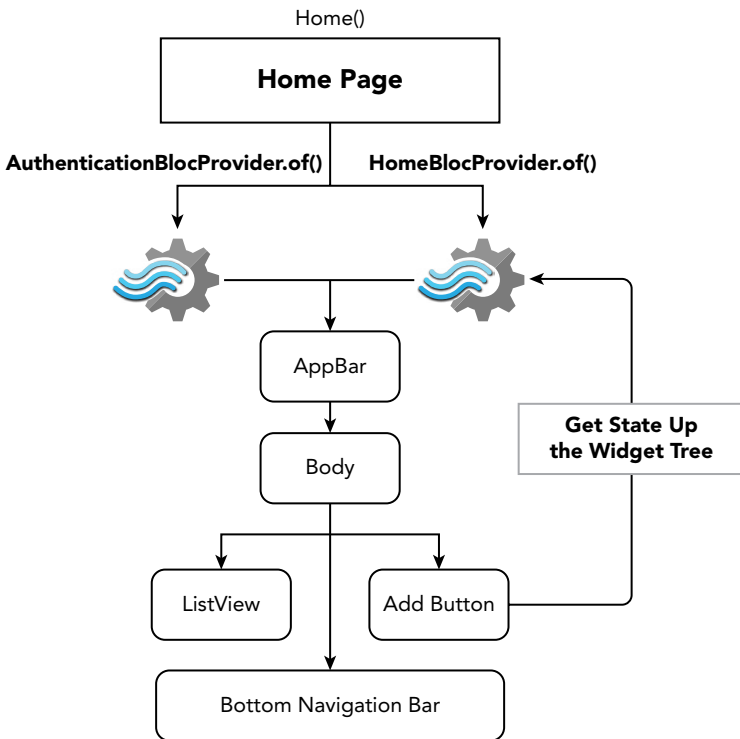 Home()
Home Page
AuthenticationBlocProvider.of()
HomeBlocProvider.of()
AppBar
Get State Up
the Widget Tree
Body
ListView
Add Button
Bottom Navigation Bar